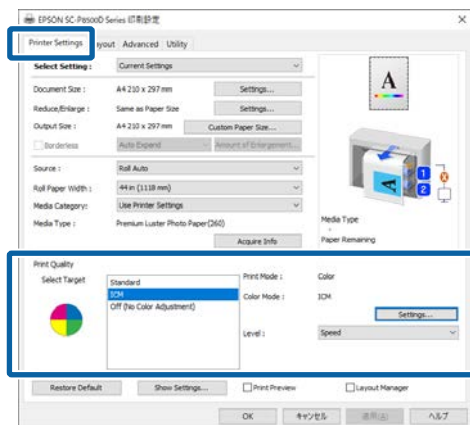 EPSON SC-P8500D Series 印刷設定
Printer Settings
yout
Advanced
Utility
Select Setting :
Current Settings
Document Size :
A4 210 x 297 mm
Settings...
Reduce/Enlarge :
Same as Paper Size
Settings...
Output Size :
A4 210 x 297 mm
Custom Paper Size...
Borderless
Auto Expand
Amount of Enlargement...
Source :
Roll Auto
Roll Paper Width :
44 in (1118 mm)
Media Category:
Use Printer Settings
Media Type :
Premium Luster Photo Paper(260)
Acquire Info
A
A
1
2
Media Type
-
Paper Remaining
Print Quality
Select Target
Standard
ICM
Off (No Color Adjustment)
Print Mode :
Color
Color Mode :
ICM
Settings...
Level :
Speed
Restore Default
Show Settings...
Print Preview
Layout Manager
OK
キャンセル
適用(A)
ヘルプ